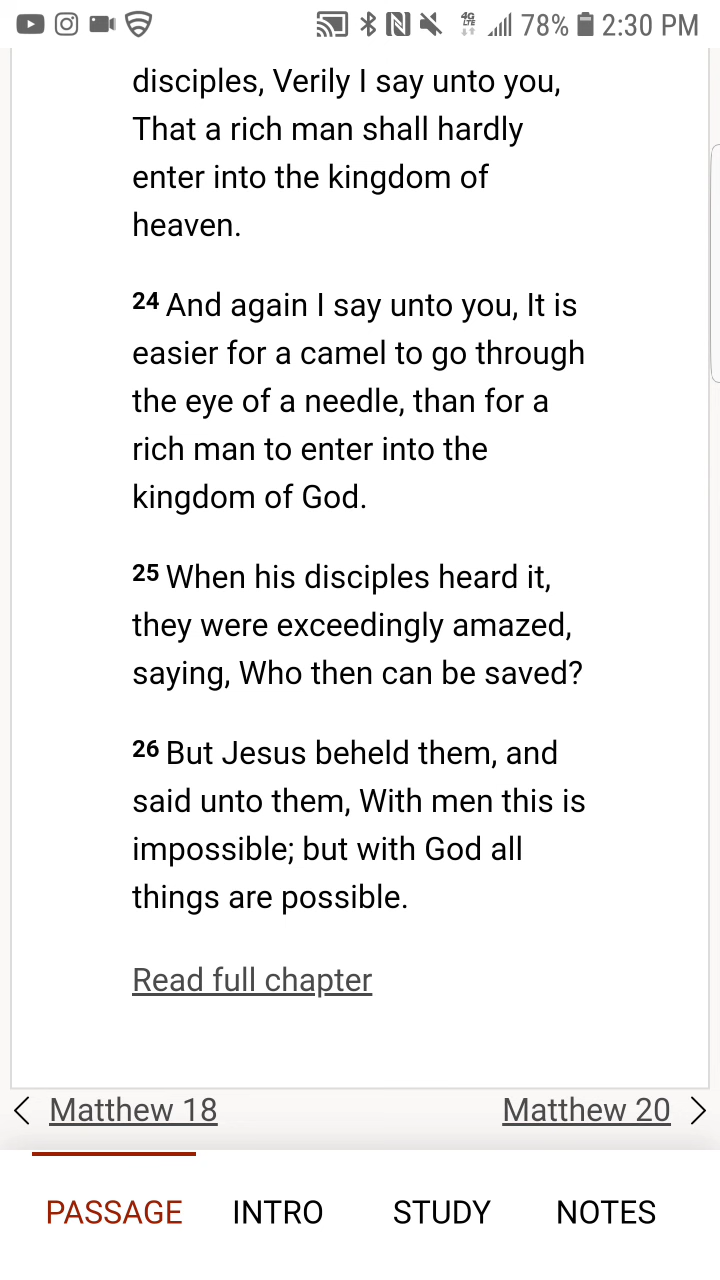 4G LTE 78% 2:30 PM
disciples, Verily I say unto you,
That a rich man shall hardly
enter into the kingdom of
heaven.
24 And again I say unto you, It is
easier for a camel to go through
the eye of a needle, than for a
rich man to enter into the
kingdom of God.
25 When his disciples heard it,
they were exceedingly amazed,
saying, Who then can be saved?
26 But Jesus beheld them, and
said unto them, With men this is
impossible; but with God all
things are possible.
Read full chapter
Matthew 18 Matthew 20
PASSAGE INTRO STUDY NOTES